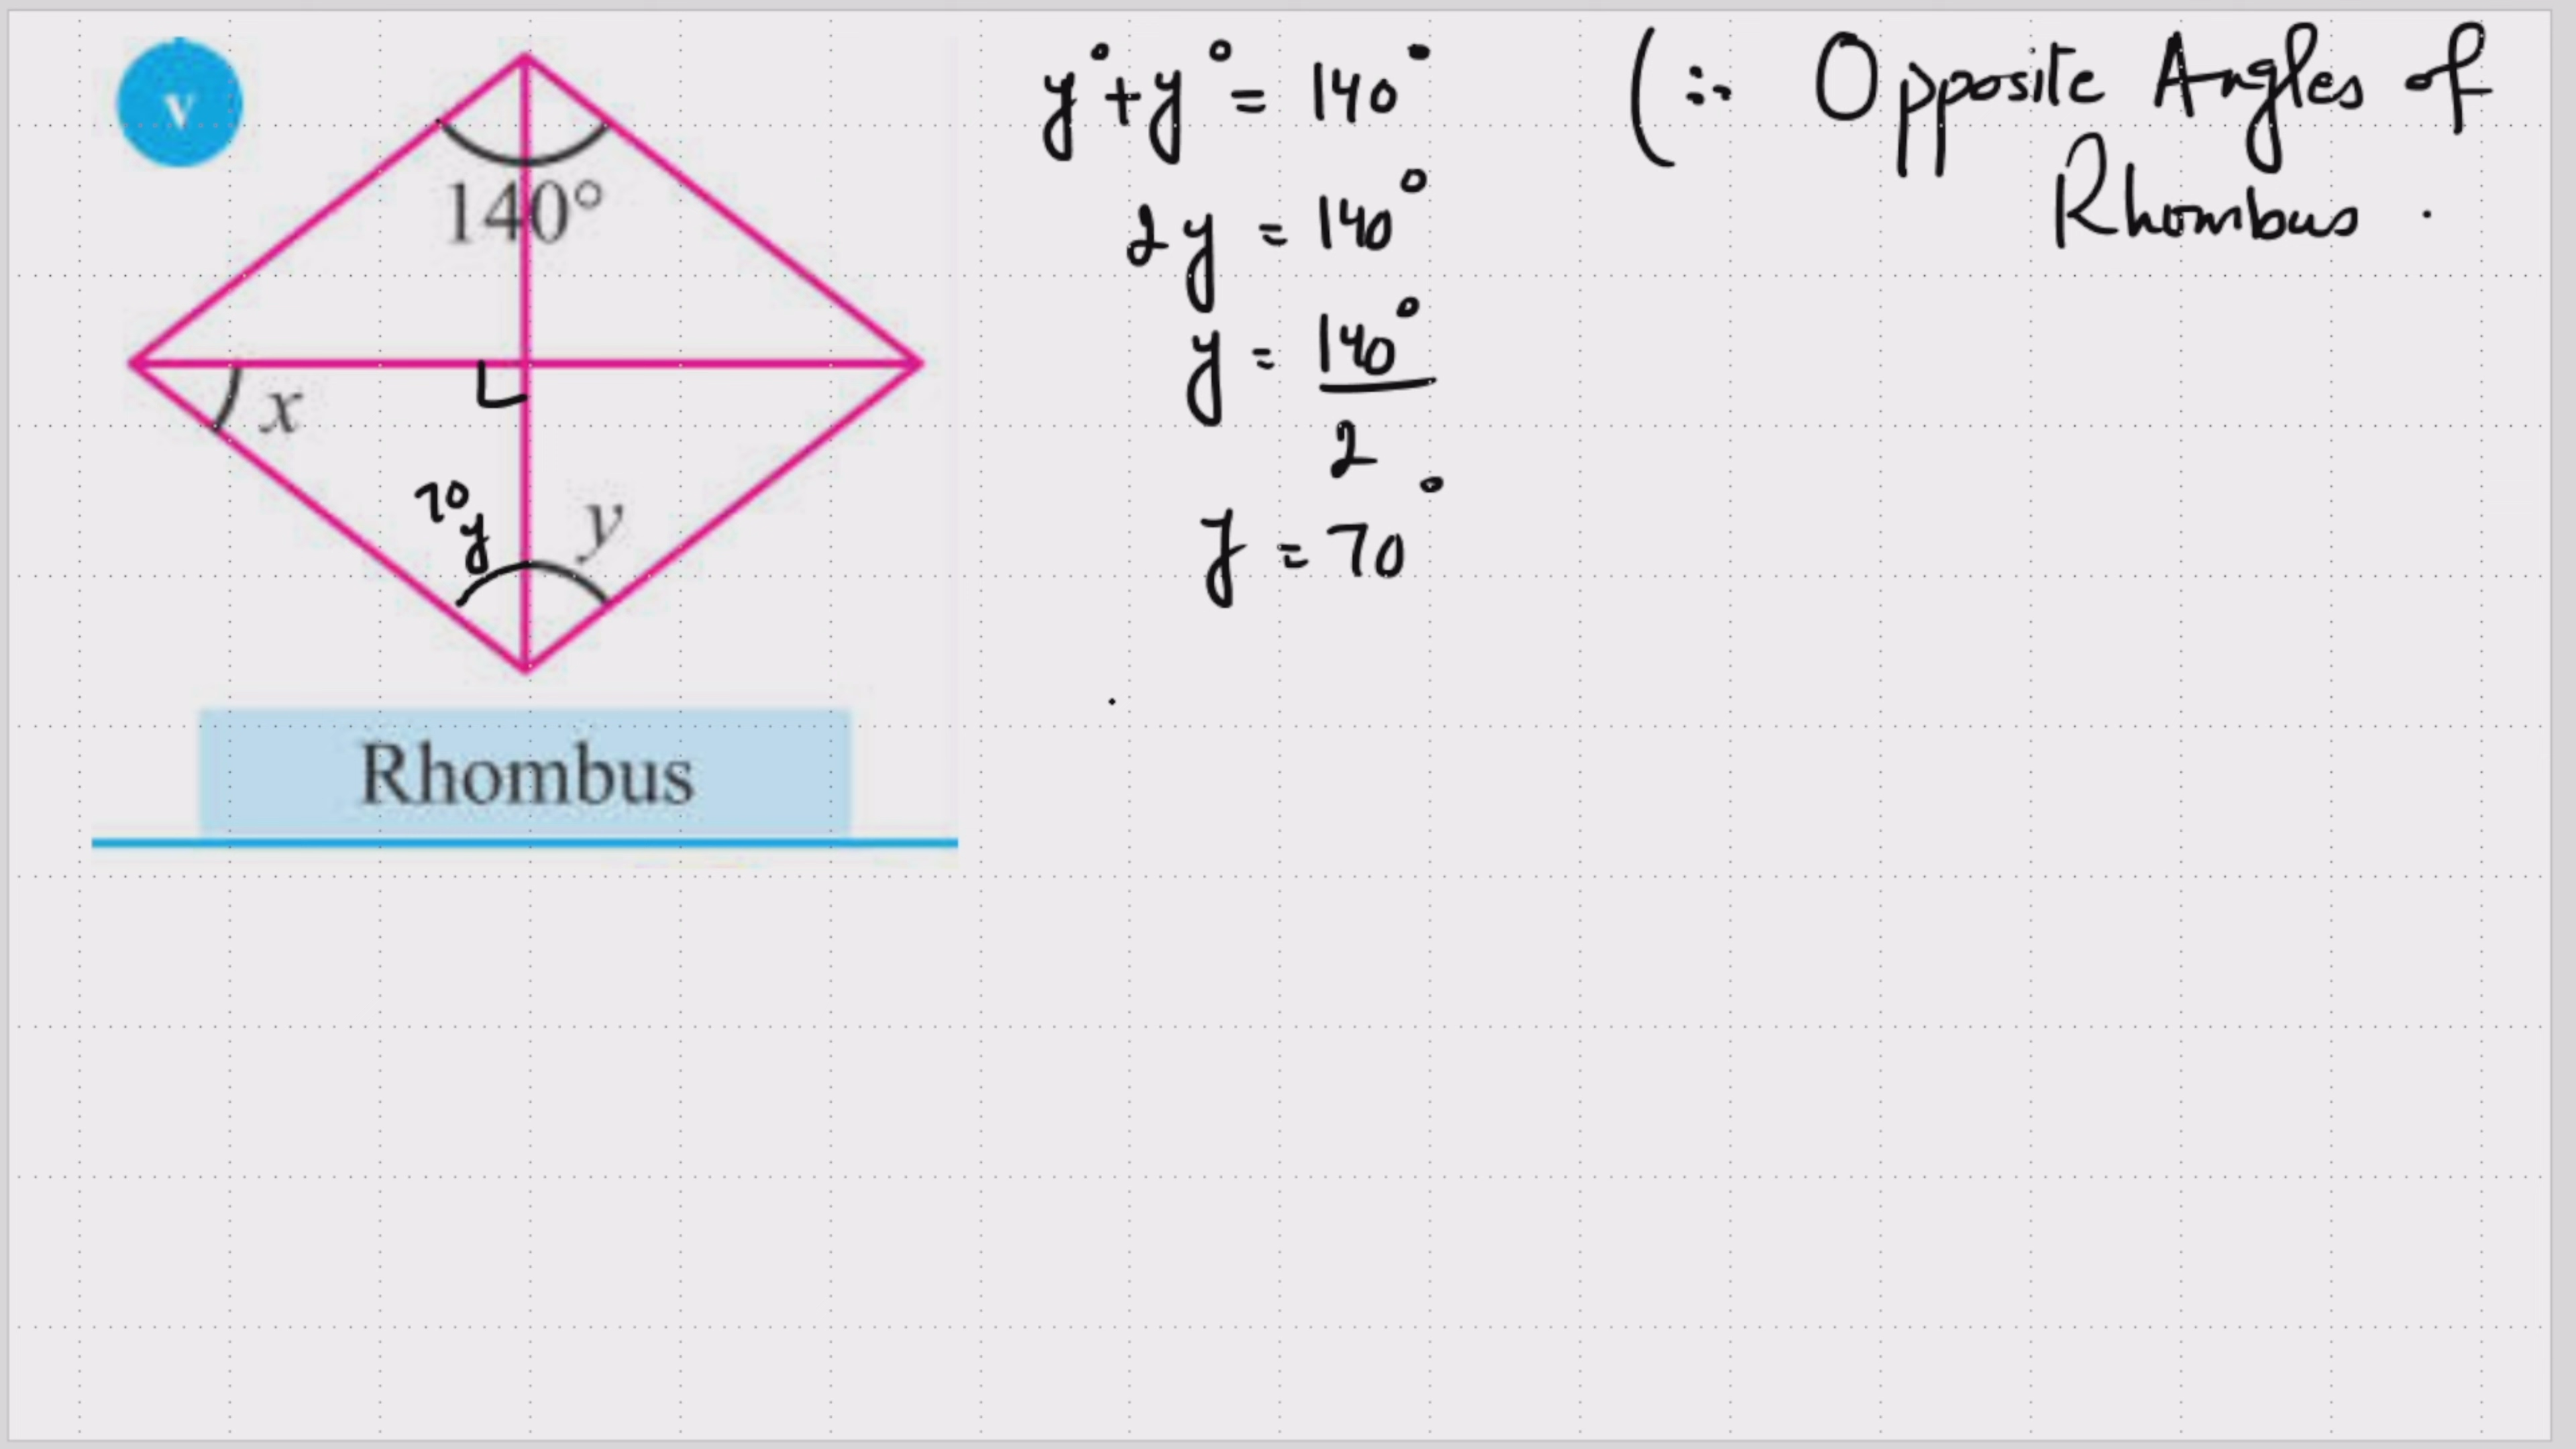 v
140°
x
70
y
y
Rhombus
y° + y° = 140°
2y = 140°
y = 140°
2
y = 70°
(∵ Opposite Angles of
Rhombus .